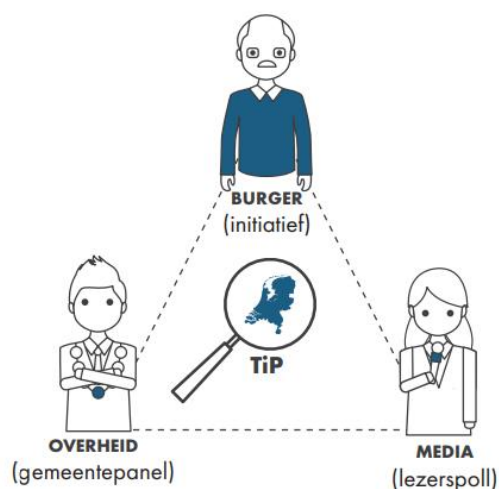 BURGER
(initiatief)
TiP
OVERHEID
(gemeentepanel)
MEDIA
(lezerspoll)